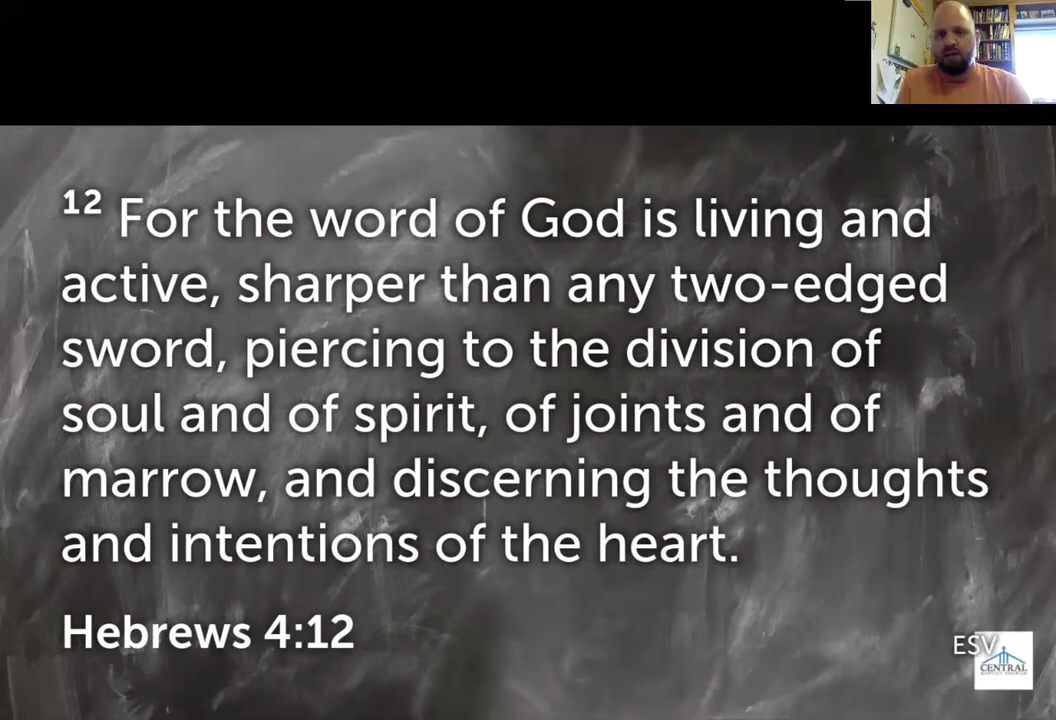 12 For the word of God is living and
active, sharper than any two-edged
sword, piercing to the division of
soul and of spirit, of joints and of
marrow, and discerning the thoughts
and intentions of the heart.
Hebrews 4:12
ESV
CENTRAL